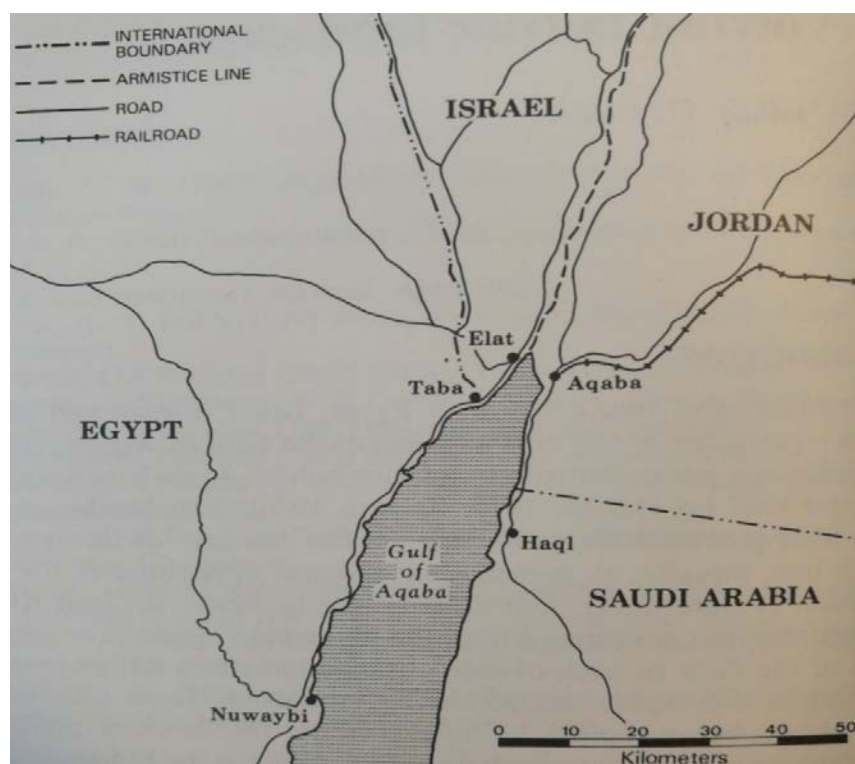 INTERNATIONAL
BOUNDARY
ARMISTICE LINE
ROAD
RAILROAD
ISRAEL
JORDAN
Elat
Taba
Aqaba
EGYPT
Haql
Gulf
of
Aqaba
SAUDI ARABIA
Nuwaybi
0 10 20 30 40 50
Kilometers